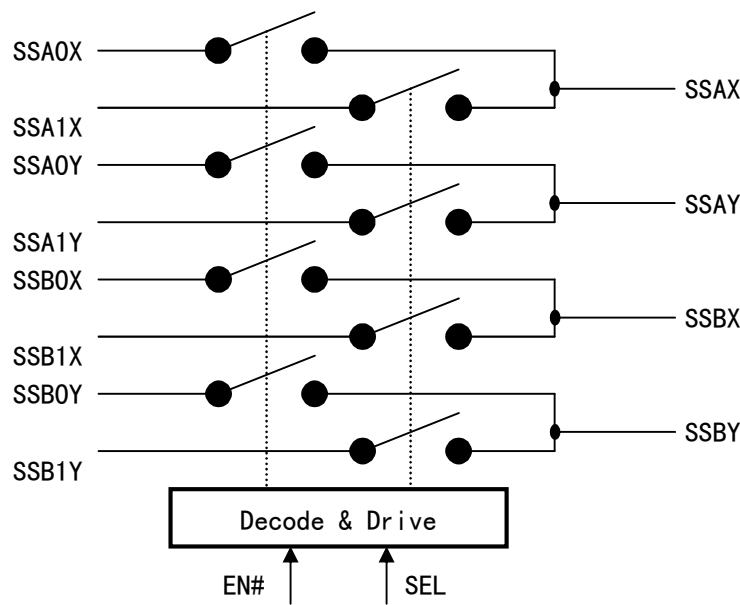 SSA0X
SSAX
SSA1X
SSA0Y
SSAY
SSA1Y
SSB0X
SSBX
SSB1X
SSB0Y
SSBY
SSB1Y
Decode & Drive
EN#
SEL